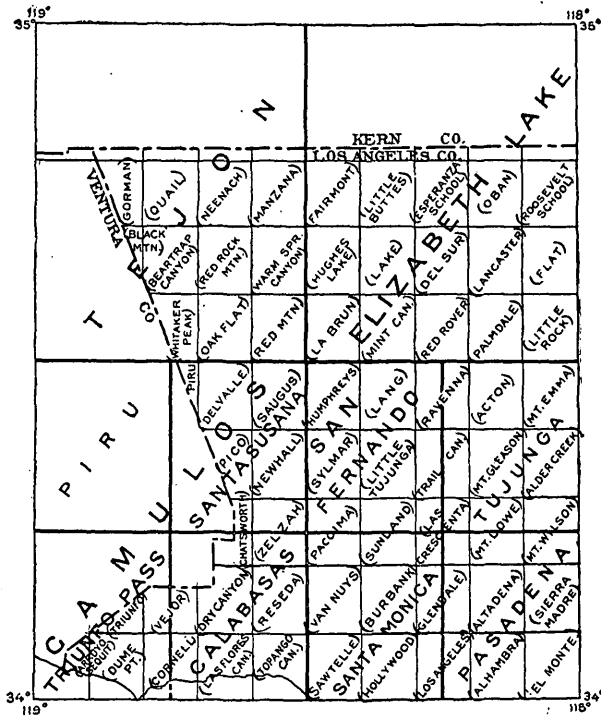 119°
118°
35°
35°
TEJON
ELIZABETH LAKE
KERN CO.
LOS ANGELES CO.
VENTURA CO
(GORMAN)
(QUAIL)
(NEENACH)
(MANZANA)
(FAIRMONT)
(LITTLE BUTTES)
(ESPERANZA SCHOOL)
(OBAN)
(ROOSEVELT SCHOOL)
(BLACK MTN.)
(BEARTRAP CANYON)
(RED ROCK MTN.)
(WARM SPR. CANYON)
(HUGHES LAKE)
(LAKE)
(DEL SUR)
(LANCASTER)
(FLAT)
(WHITAKER PEAK)
(OAK FLAT)
(RED MTN)
(LA BRUN)
(MINT CAN.)
(RED ROVER)
(PALMDALE)
(LITTLE ROCK)
PIRU
CAMULOS
SANTA SUSANA
SAN FERNANDO
TUJUNGA
PIRU
(DELVALLE)
(SAUGUS)
(HUMPHREYS)
(LANG)
(RAVENNA)
(ACTON)
(MT. EMMA)
(PICO)
(NEWHALL)
(SYLMAR)
(LITTLE TUJUNGA)
(TRAIL CAN)
(MT. GLEASON)
(ALDER CREEK)
(CHATSWORTH)
(ZELZAH)
(PACOIMA)
(SUNLAND)
(LAS CRESCIENTA)
(MT. LOWE)
(MT. WILSON)
TRIUNFO PASS
CALABASAS
SANTA MONICA
PASADENA
(TRIUNFO)
(VEJOR)
(DRY CANYON)
(RESEDA)
(VAN NUYS)
(BURBANK)
(GLENDALE)
(ALTADENA)
(SIERRA MADRE)
SEQUIT)
(DUME PT.)
(CORNELL)
(LAS FLORES CAN.)
(TOPANGO CAN.)
(SAWTELLE)
(HOLLYWOOD)
(LOS ANGELES)
(ALHAMBRA)
(EL MONTE)
34°
34°
119°
118°